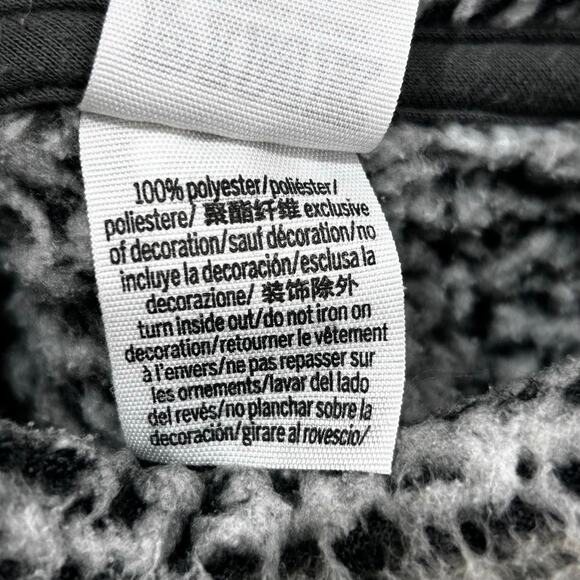 100% polyester/poliéster/
poliestere/ 聚酯纤维 exclusive
of decoration/sauf décoration/no
incluye la decoración/esclusa la
decorazione/ 装饰除外
turn inside out/do not iron on
decoration/retourner le vêtement
à l'envers/ne pas repasser sur
les ornements/lavar del lado
del revés/no planchar sobre la
decoración/girare al rovescio/